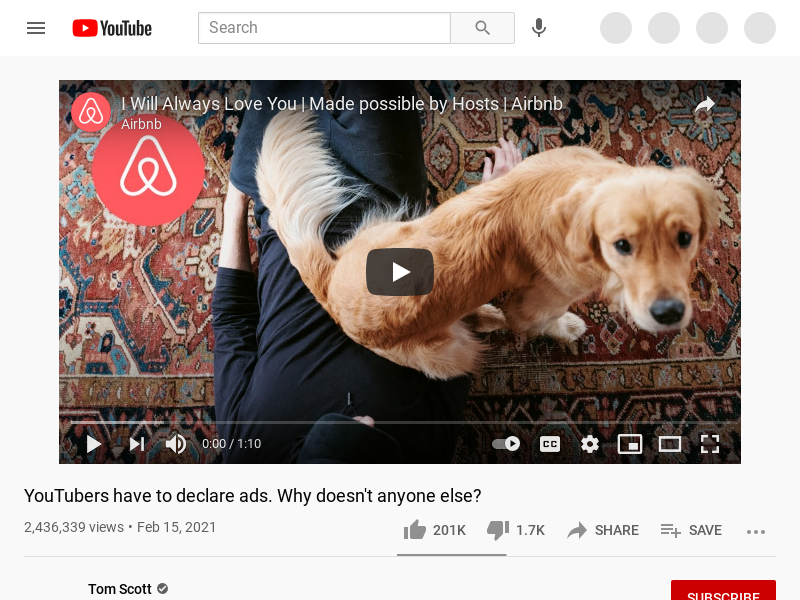 YouTube
Search
I Will Always Love You | Made possible by Hosts | Airbnb
Airbnb
0:00 / 1:10
CC
YouTubers have to declare ads. Why doesn't anyone else?
2,436,339 views • Feb 15, 2021
201K 1.7K SHARE SAVE
Tom Scott
SUBSCRIBE